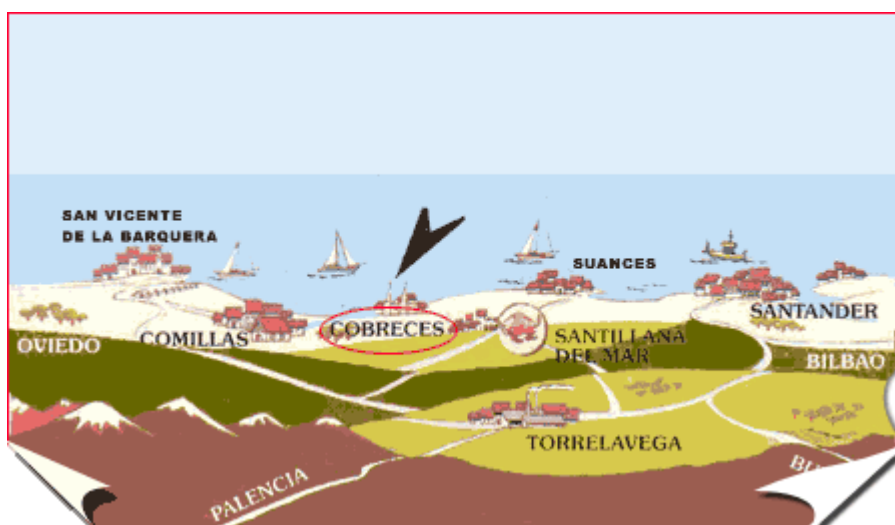 SAN VICENTE
DE LA BARQUERA
SUANCES
SANTANDER
COBRECES
COMILLAS
OVIEDO
SANTILLANA
DEL MAR
BILBAO
TORRELAVEGA
PALENCIA